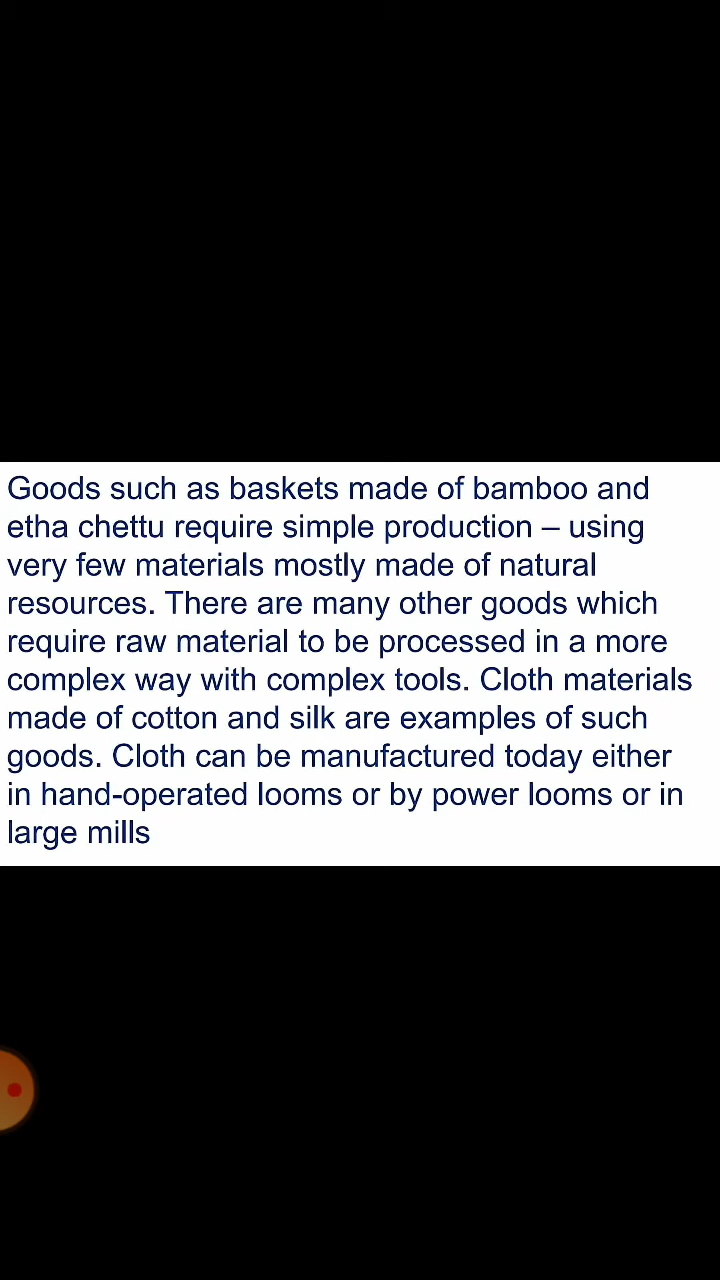 Goods such as baskets made of bamboo and
etha chettu require simple production – using
very few materials mostly made of natural
resources. There are many other goods which
require raw material to be processed in a more
complex way with complex tools. Cloth materials
made of cotton and silk are examples of such
goods. Cloth can be manufactured today either
in hand-operated looms or by power looms or in
large mills